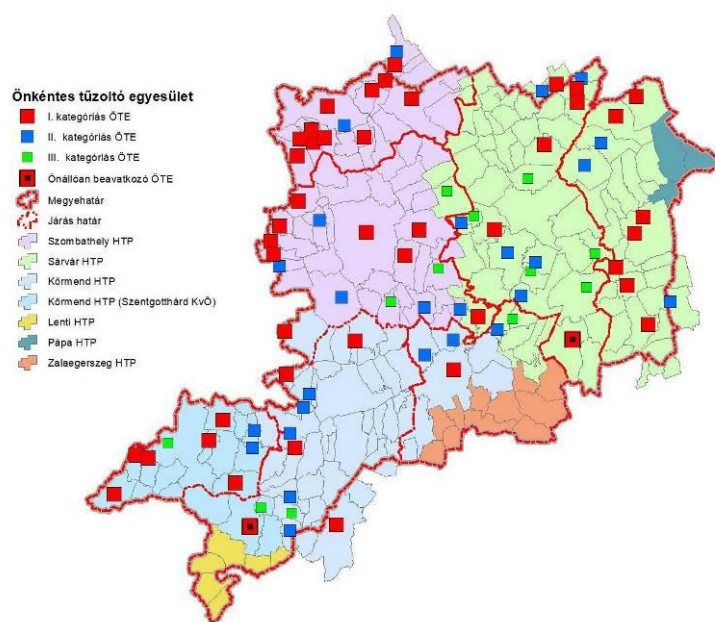 Önkéntes tűzoltó egyesület
I. kategóriás ÖTE
II. kategóriás ÖTE
III. kategóriás ÖTE
Önállóan beavatkozó ÖTE
Megyehatár
Járás határ
Szombathely HTP
Sárvár HTP
Körmend HTP
Körmend HTP (Szentgotthárd KvÖ)
Lenti HTP
Pápa HTP
Zalaegerszeg HTP